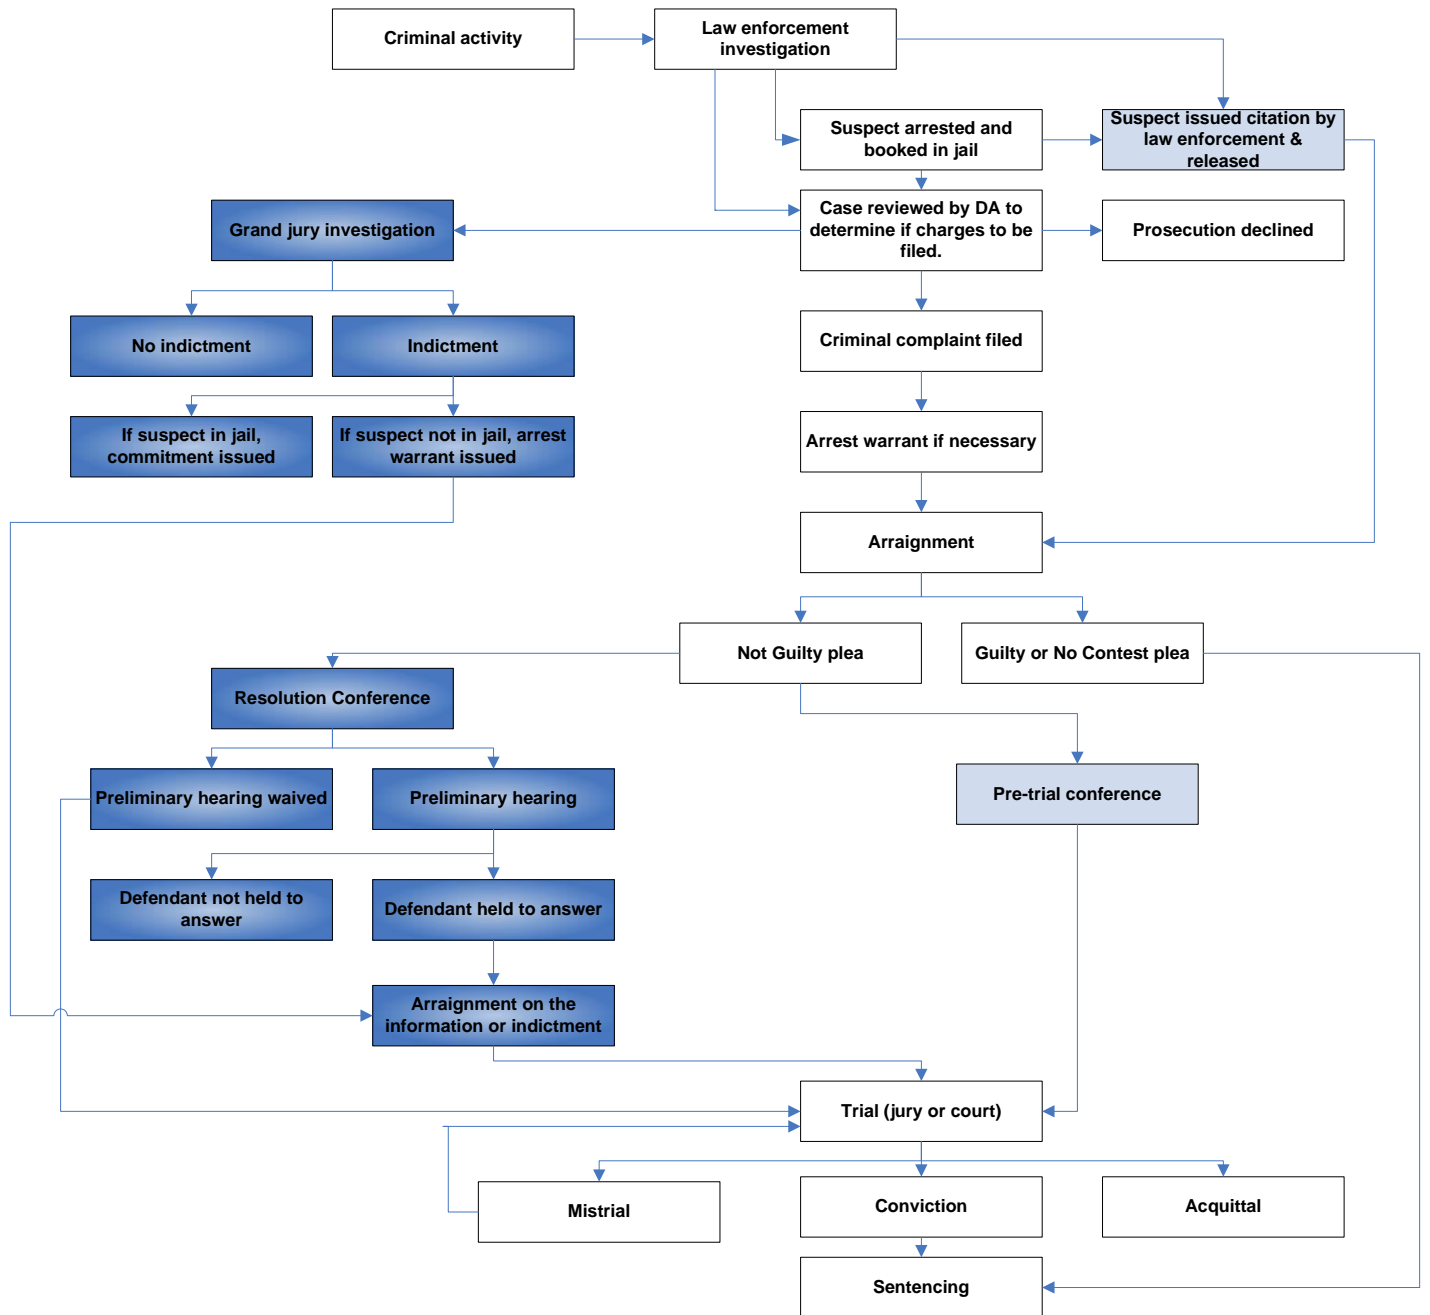 Criminal activity
Law enforcement
investigation
Suspect arrested and
booked in jail
Suspect issued citation by
law enforcement &
released
Grand jury investigation
Case reviewed by DA to
determine if charges to be
filed.
Prosecution declined
No indictment
Indictment
Criminal complaint filed
If suspect in jail,
commitment issued
If suspect not in jail, arrest
warrant issued
Arrest warrant if necessary
Arraignment
Not Guilty plea
Guilty or No Contest plea
Resolution Conference
Preliminary hearing waived
Preliminary hearing
Pre-trial conference
Defendant not held to
answer
Defendant held to answer
Arraignment on the
information or indictment
Trial (jury or court)
Mistrial
Conviction
Acquittal
Sentencing